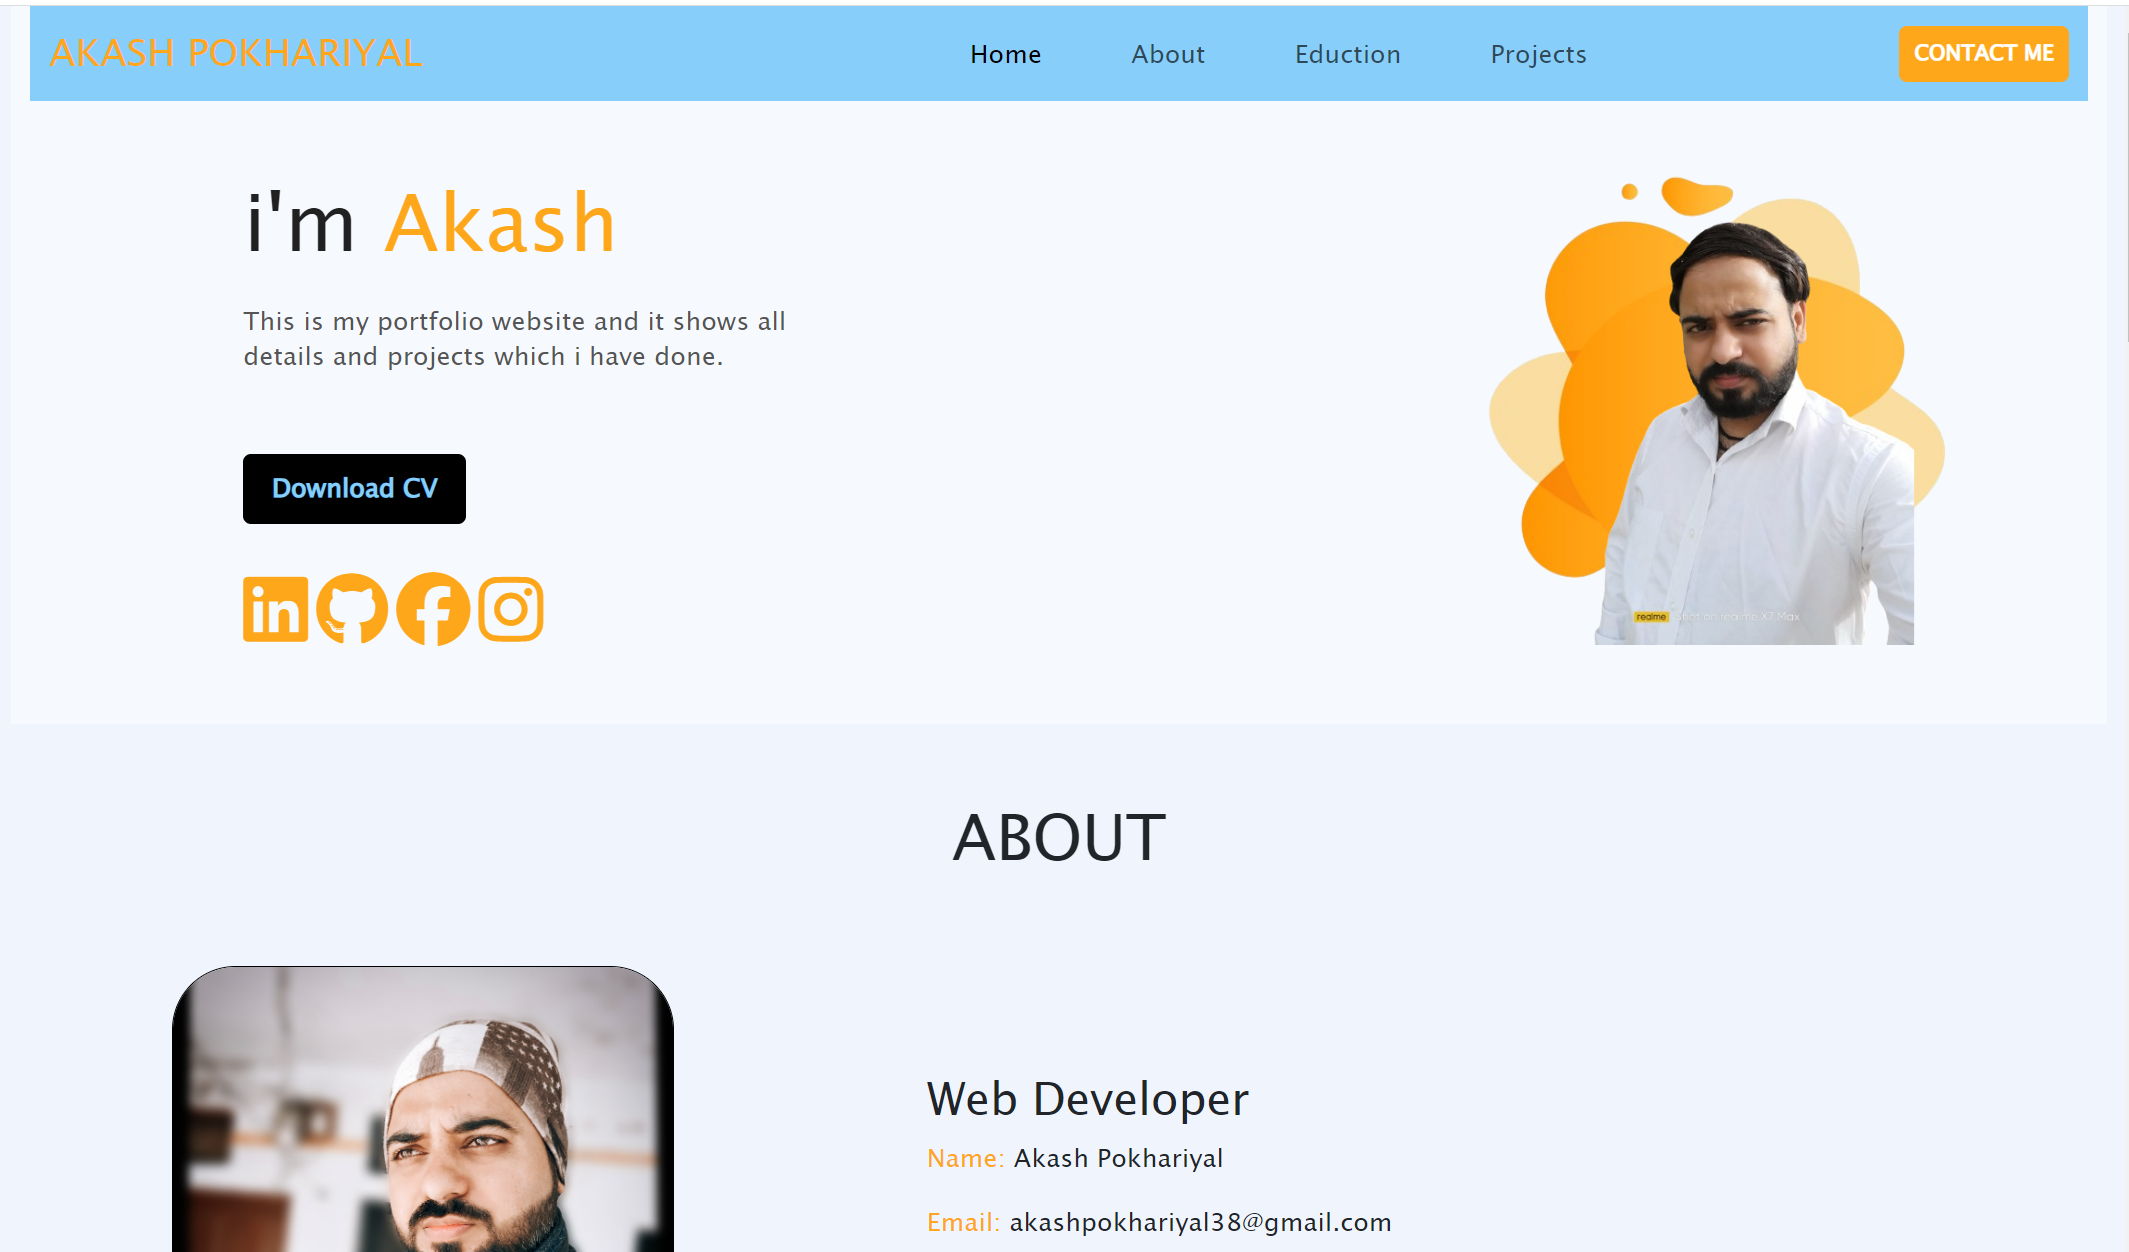 AKASH POKHARIYAL
Home About Eduction Projects
CONTACT ME
i'm Akash
This is my portfolio website and it shows all
details and projects which i have done.
Download CV
in
realme Shot on realme X7 Max
ABOUT
Web Developer
Name: Akash Pokhariyal
Email: akashpokhariyal38@gmail.com